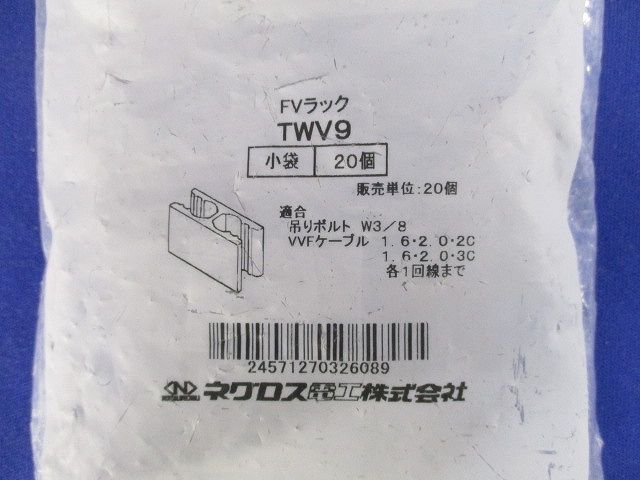 FVラック
TWV9
小袋 20個
販売単位:20個
適合
吊りボルト W3/8
VVFケーブル 1.6・2.0・2C
1.6・2.0・3C
各1回線まで
24571270326089
ネグロス電工株式会社